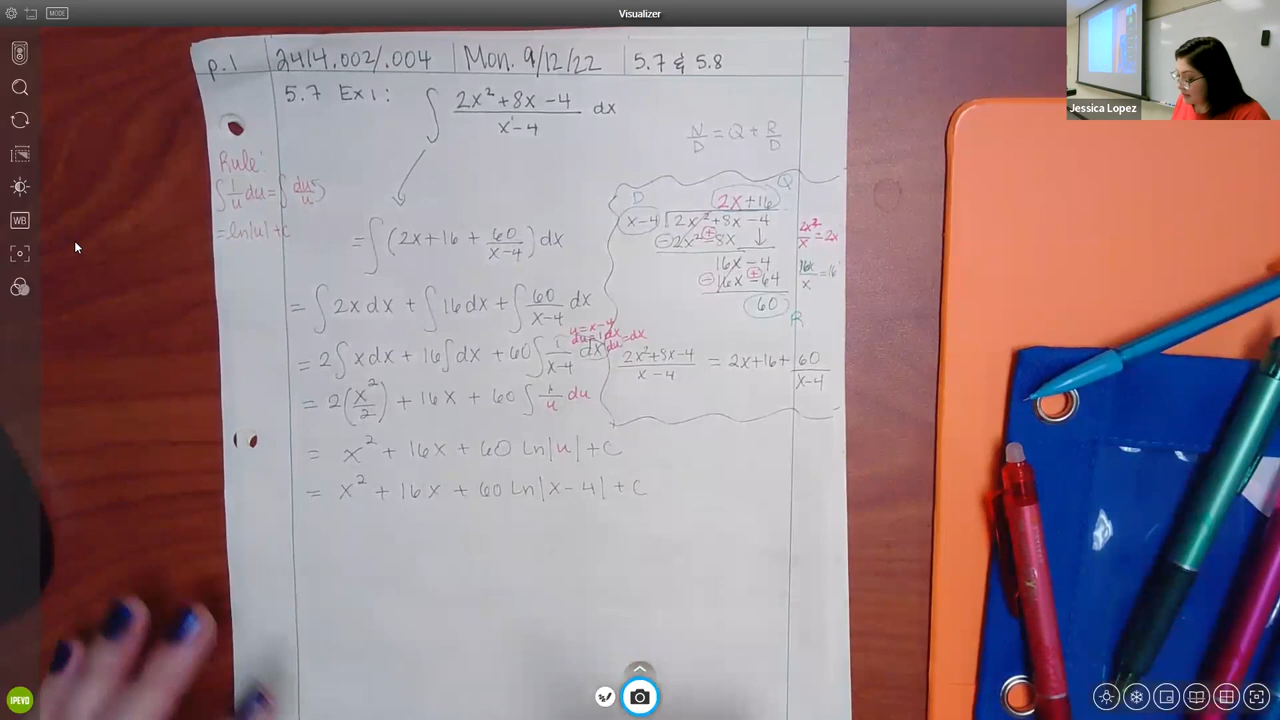 MODE
Visualizer
Jessica Lopez
p.1 2414.002/.004 Mon. 9/12/22 5.7 & 5.8
5.7 Ex 1: ∫ (2x² + 8x - 4)/(x' - 4) dx
N/D = Q + R/D
Rule:
∫ 1/u du = ∫ du/u
= ln|u| + C
= ∫ (2x + 16 + 60/(x-4)) dx
= ∫ 2x dx + ∫ 16 dx + ∫ 60/(x-4) dx
u = x - 4
du = 1 dx
du = dx
= 2 ∫ x dx + 16 ∫ dx + 60 ∫ 1/(x-4) dx
= 2(x²/2) + 16x + 60 ∫ 1/u du
= x² + 16x + 60 Ln|u| + C
= x² + 16x + 60 Ln|x - 4| + C
Q
D 2x + 16
x-4 2x² + 8x - 4
⊖ 2x² ⊕ 8x ↓
16x - 4
⊖ 16x ⊕ 64
60
R
2x²/x = 2x
16x/x = 16
(2x² + 8x - 4)/(x - 4) = 2x + 16 + 60/(x-4)
WB
IPEVO